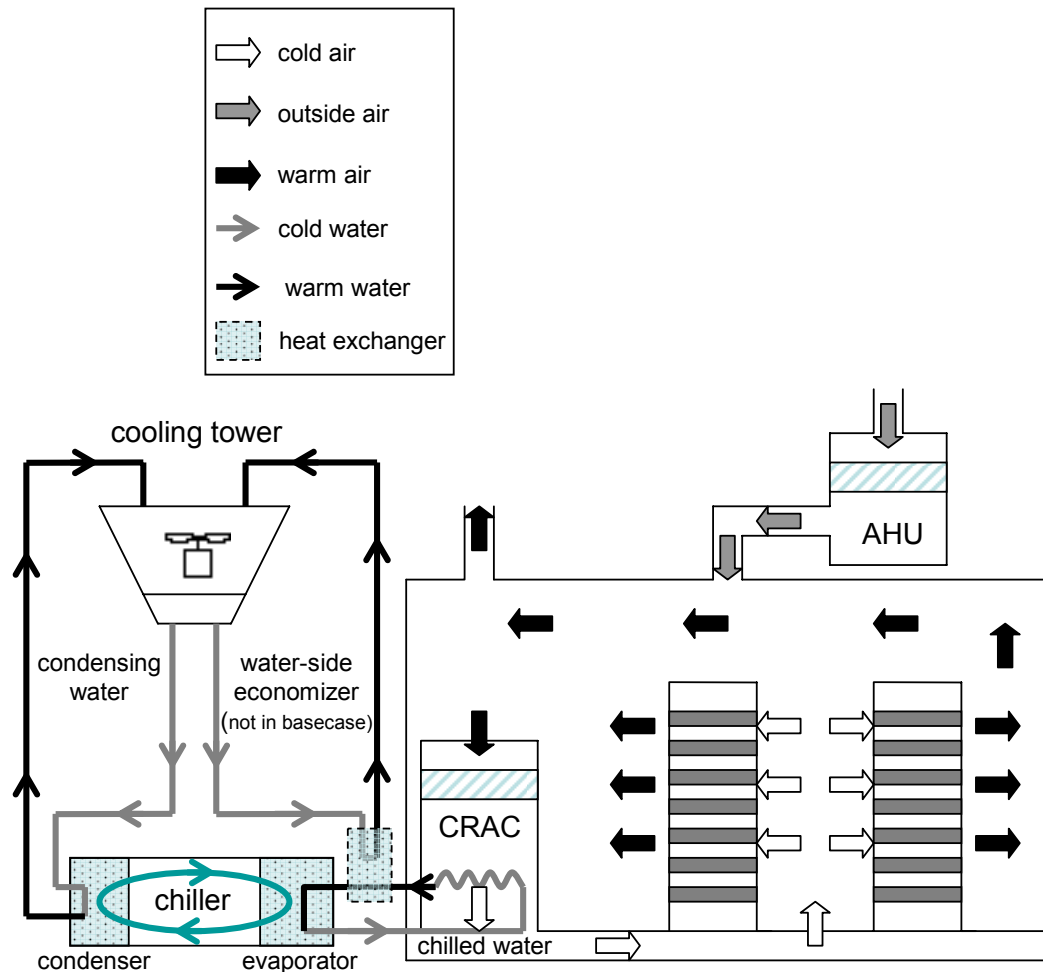 cold air
outside air
warm air
cold water
warm water
heat exchanger
cooling tower
AHU
condensing
water
water-side
economizer
(not in basecase)
CRAC
chiller
chilled water
condenser
evaporator